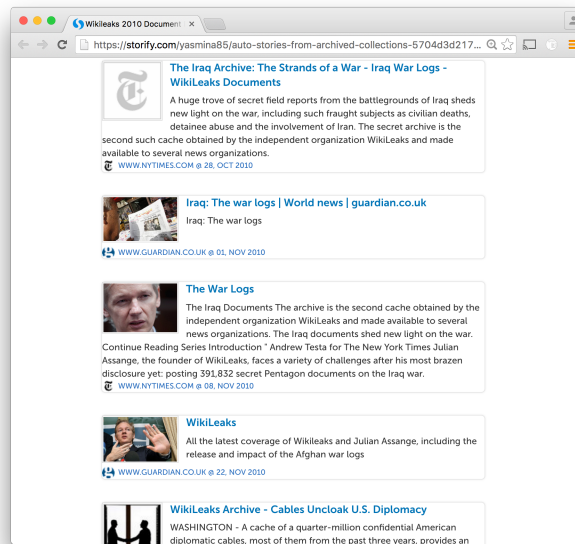 Wikileaks 2010 Document
https://storify.com/yasmina85/auto-stories-from-archived-collections-5704d3d217...
The Iraq Archive: The Strands of a War - Iraq War Logs -
WikiLeaks Documents
A huge trove of secret field reports from the battlegrounds of Iraq sheds
new light on the war, including such fraught subjects as civilian deaths,
detainee abuse and the involvement of Iran. The secret archive is the
second such cache obtained by the independent organization WikiLeaks and made
available to several news organizations.
WWW.NYTIMES.COM @ 28, OCT 2010
Iraq: The war logs | World news | guardian.co.uk
Iraq: The war logs
WWW.GUARDIAN.CO.UK @ 01, NOV 2010
The War Logs
The Iraq Documents The archive is the second cache obtained by the
independent organization WikiLeaks and made available to several
news organizations. The Iraq documents shed new light on the war.
Continue Reading Series Introduction " Andrew Testa for The New York Times Julian
Assange, the founder of WikiLeaks, faces a variety of challenges after his most brazen
disclosure yet: posting 391,832 secret Pentagon documents on the Iraq war.
WWW.NYTIMES.COM @ 08, NOV 2010
WikiLeaks
All the latest coverage of Wikileaks and Julian Assange, including the
release and impact of the Afghan war logs
WWW.GUARDIAN.CO.UK @ 22, NOV 2010
WikiLeaks Archive - Cables Uncloak U.S. Diplomacy
WASHINGTON - A cache of a quarter-million confidential American
diplomatic cables, most of them from the past three years, provides an